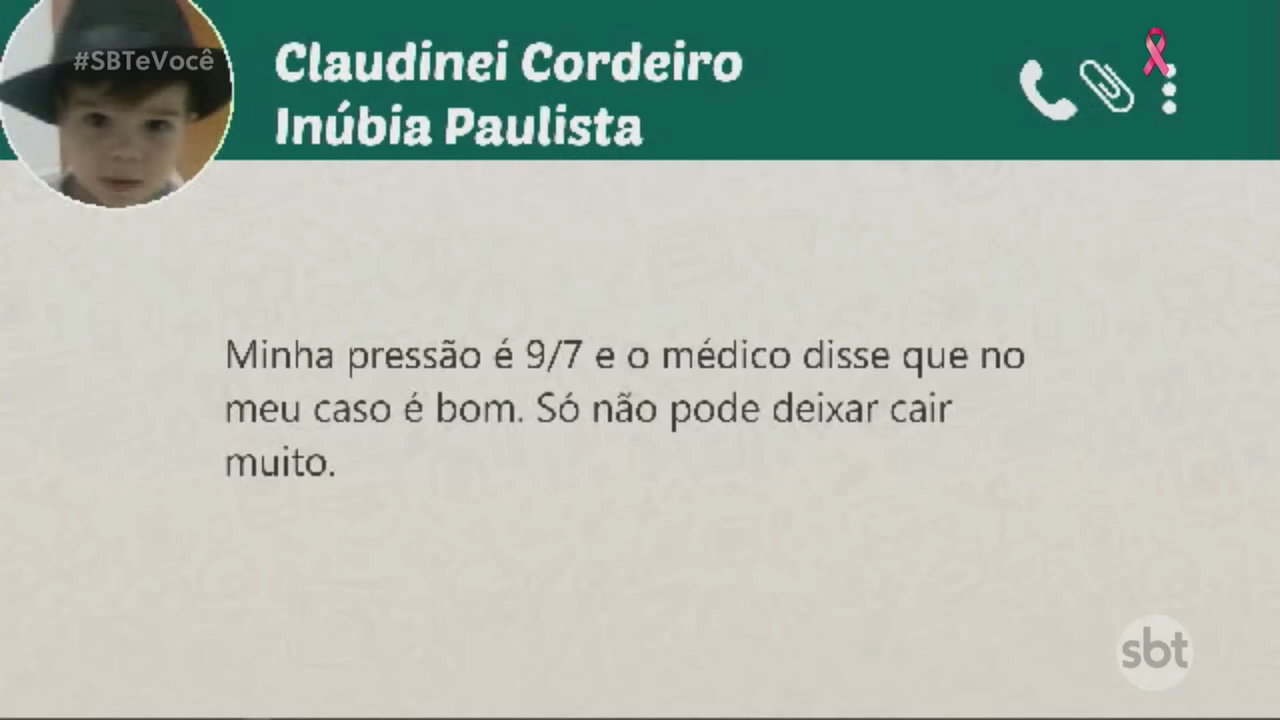 #SBTeVocê
Claudinei Cordeiro
Inúbia Paulista
Minha pressão é 9/7 e o médico disse que no
meu caso é bom. Só não pode deixar cair
muito.
sbt